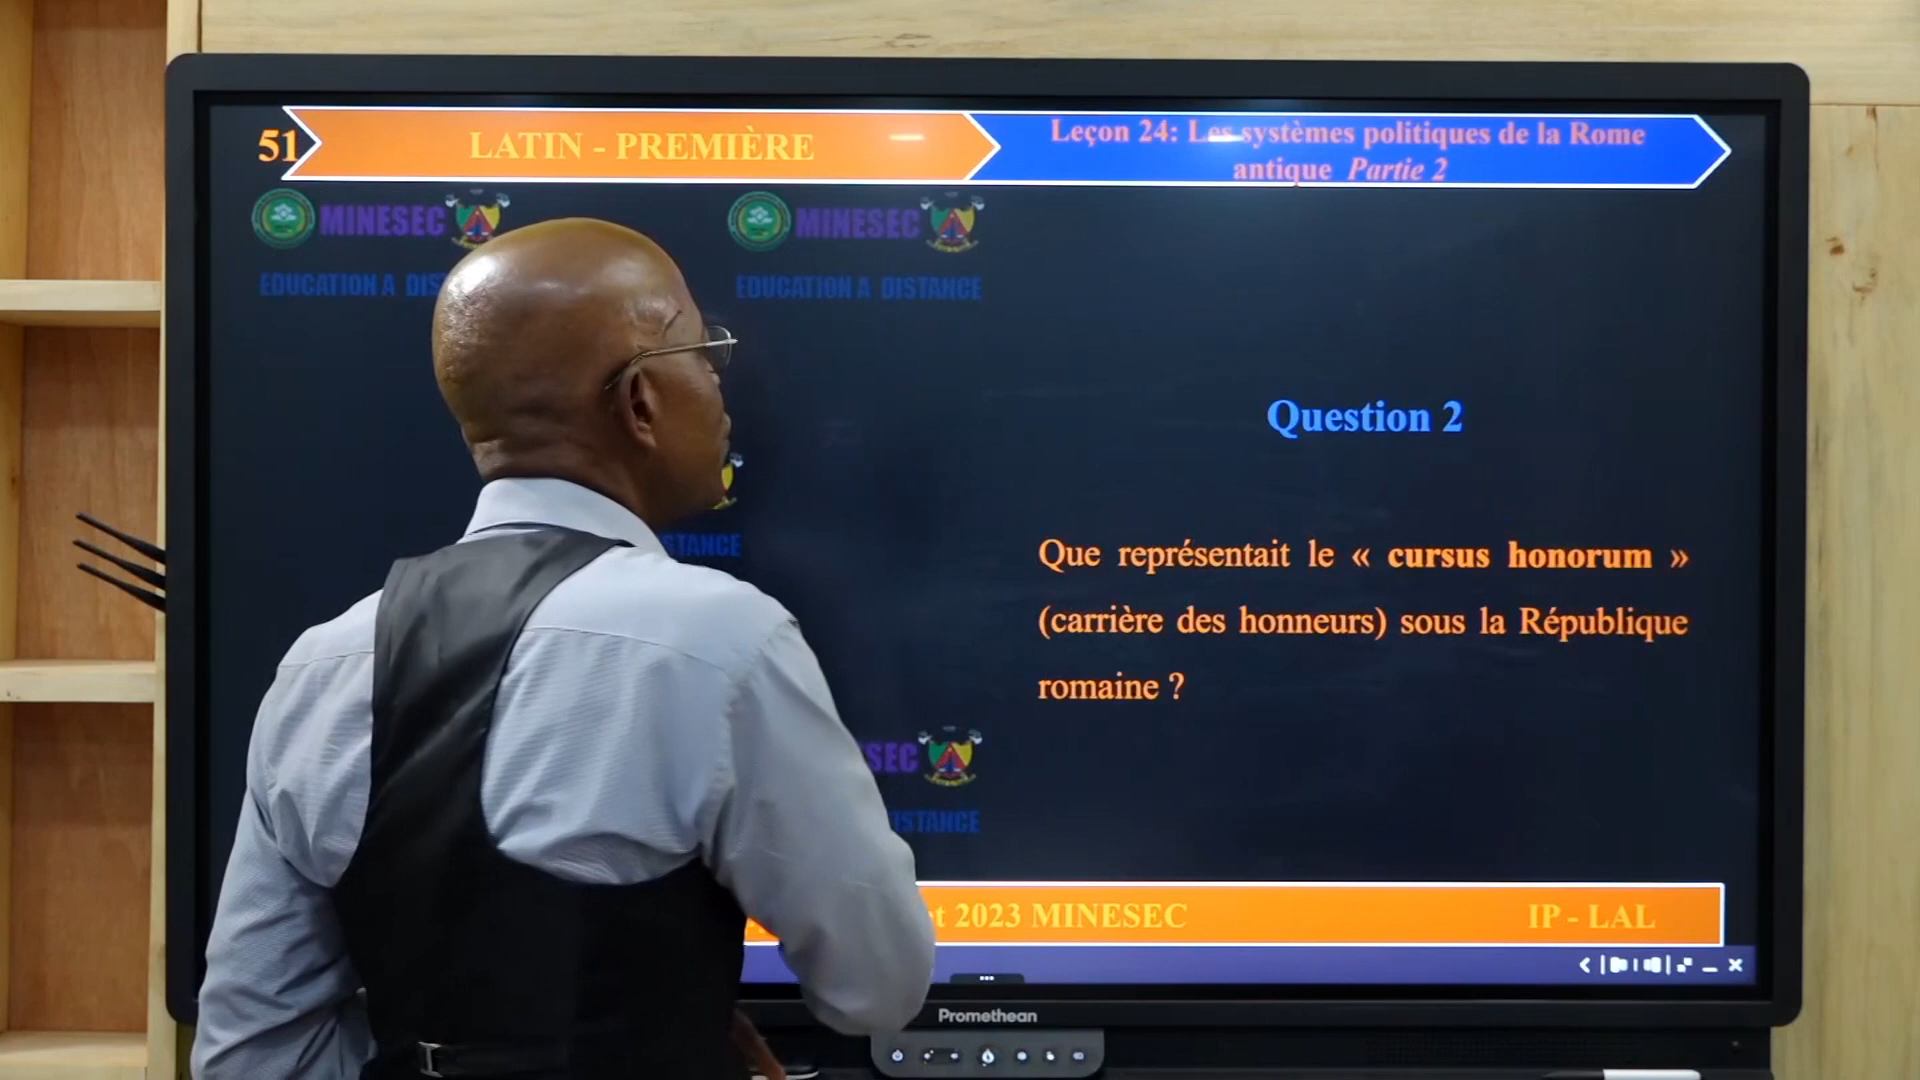 51
LATIN - PREMIÈRE
Leçon 24: Les systèmes politiques de la Rome
antique Partie 2
MINESEC
MINESEC
EDUCATION A
EDUCATION A DISTANCE
Question 2
Que représentait le « cursus honorum »
(carrière des honneurs) sous la République
romaine ?
2023 MINESEC
IP - LAL
Promethean